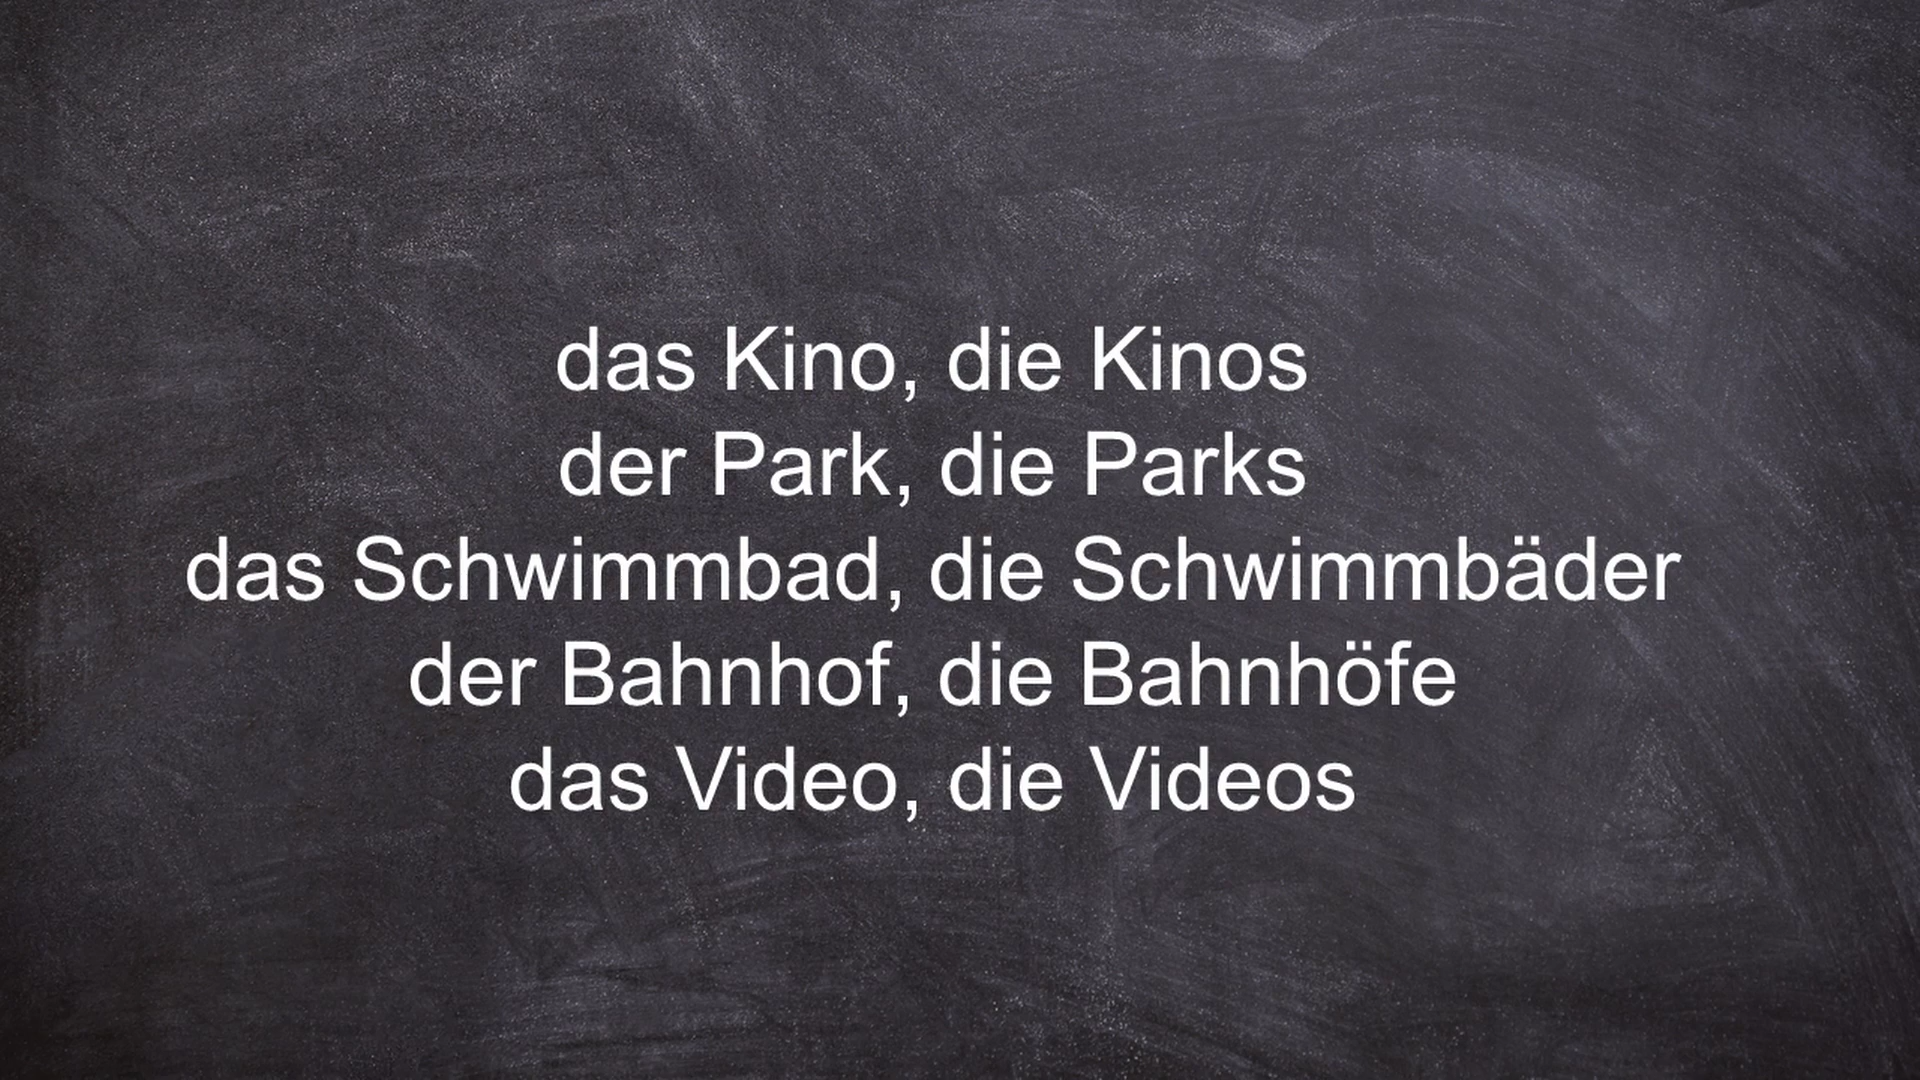 das Kino, die Kinos
der Park, die Parks
das Schwimmbad, die Schwimmbäder
der Bahnhof, die Bahnhöfe
das Video, die Videos